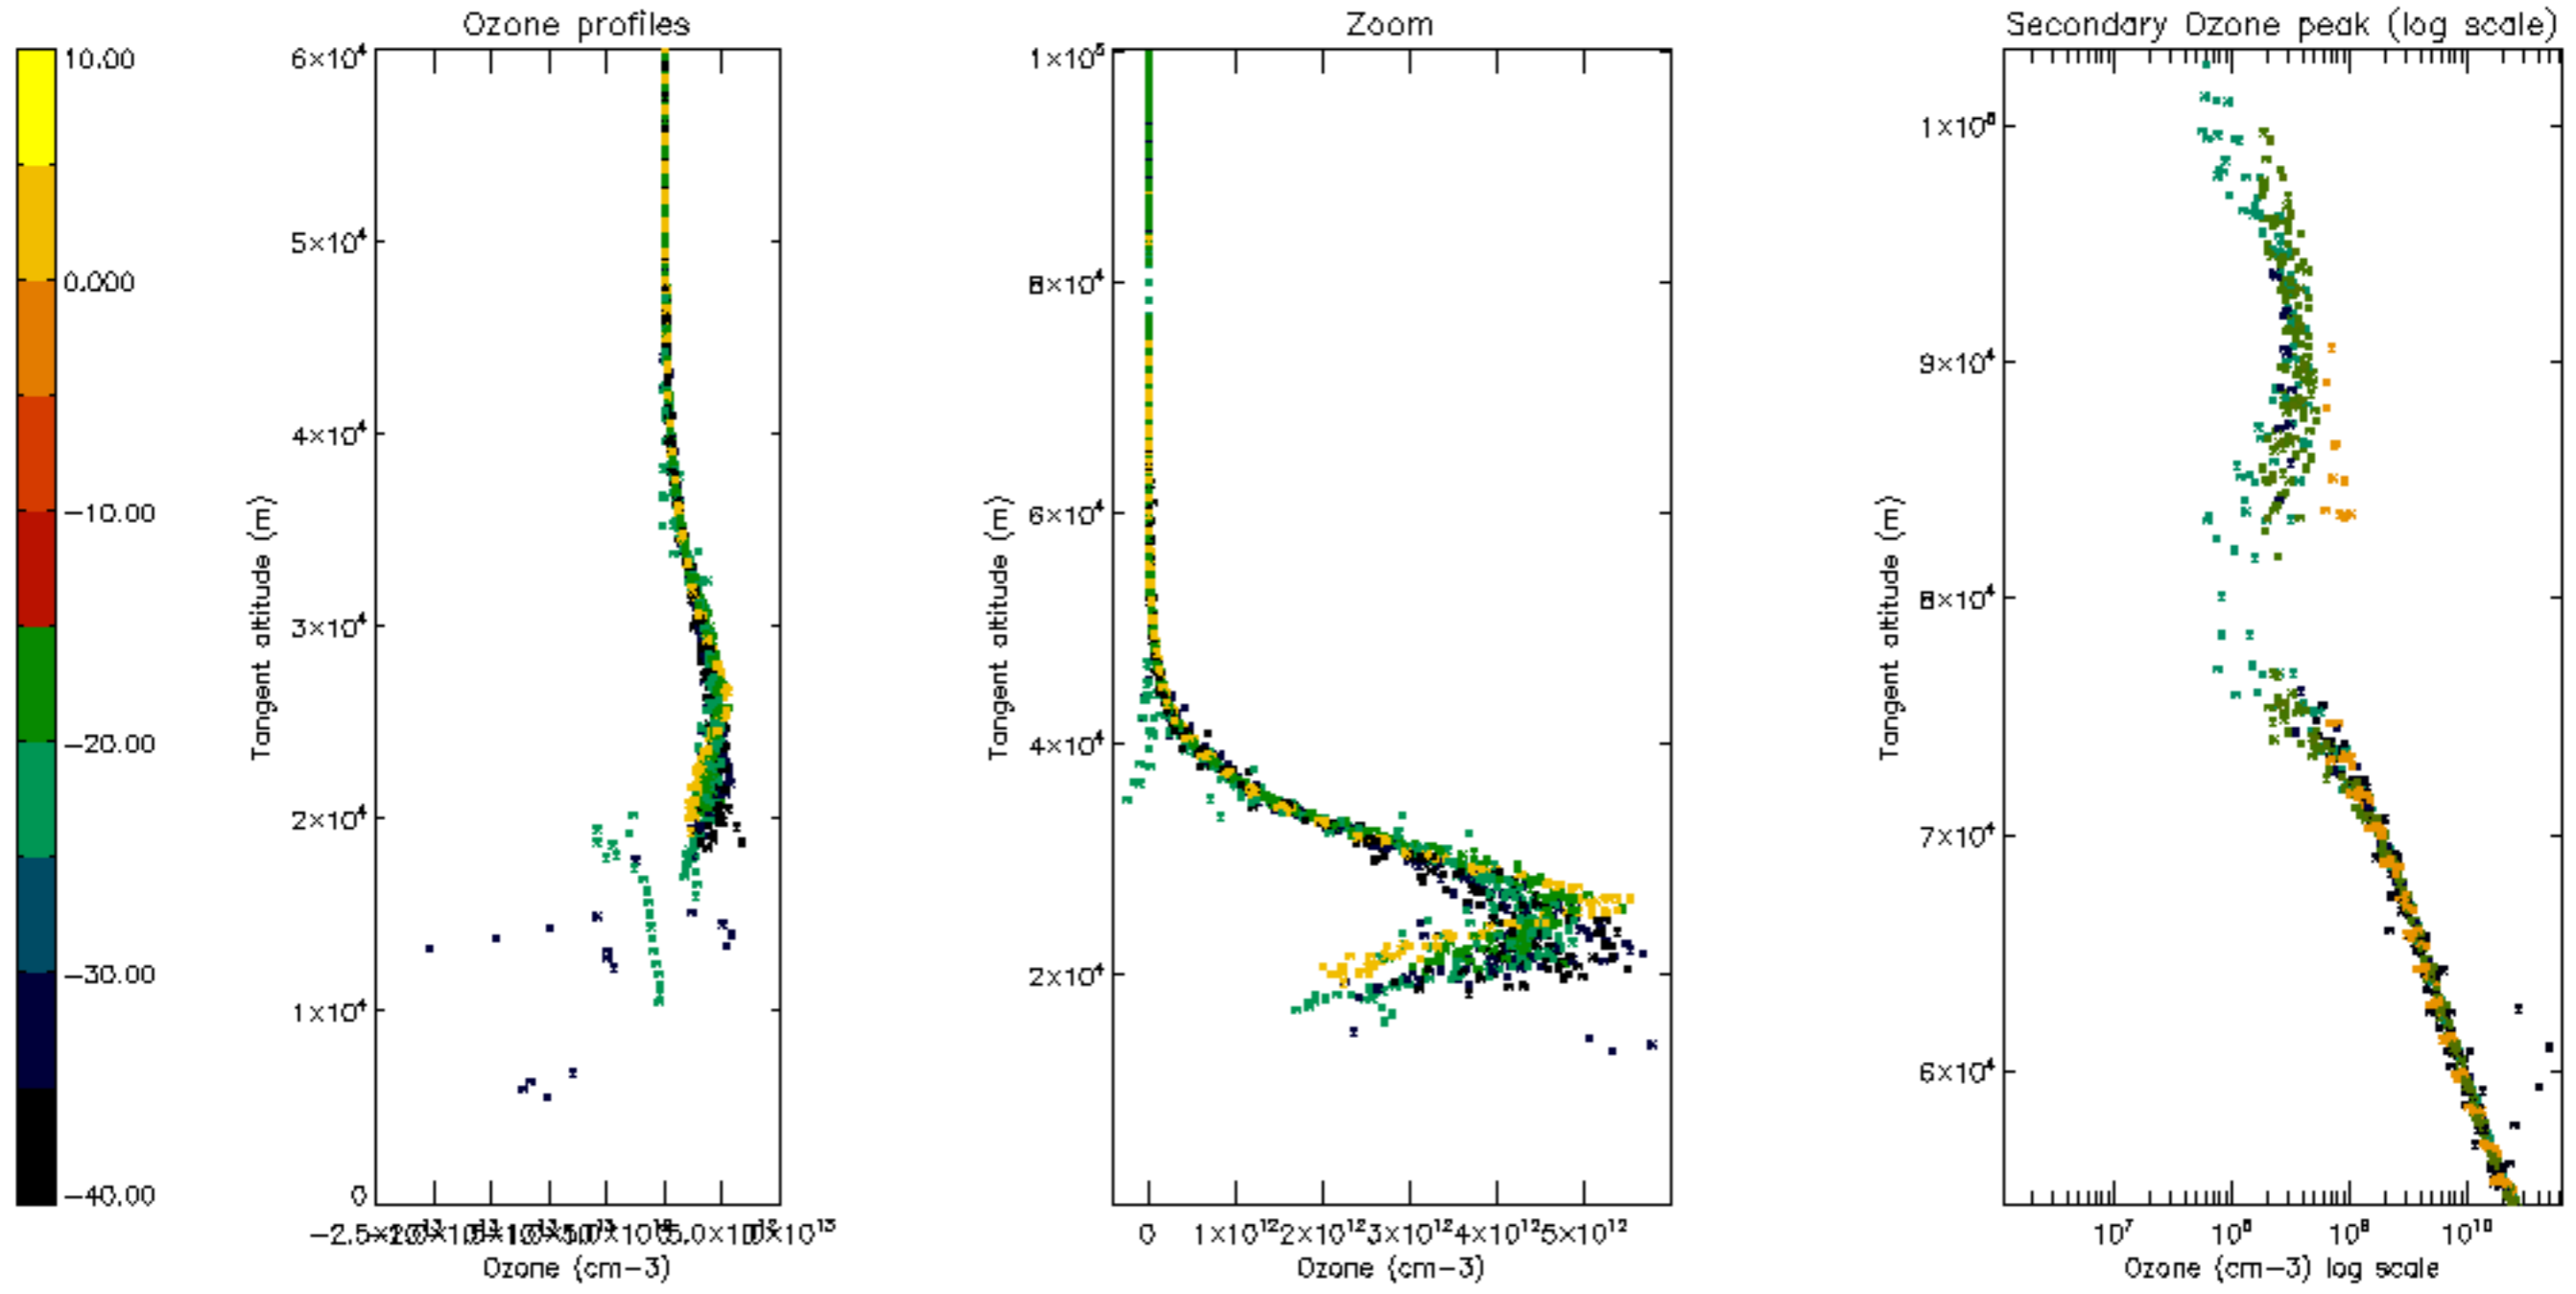 Ozone profiles
Zoom
Secondary Ozone peak (log scale)
10.00
0.000
−10.00
−20.00
−30.00
−40.00
Tangent altitude (m)
6×10⁴
5×10⁴
4×10⁴
3×10⁴
2×10⁴
1×10⁴
0
Ozone (cm−3)
Tangent altitude (m)
1×10⁵
8×10⁴
6×10⁴
4×10⁴
2×10⁴
0 1×10¹² 2×10¹² 3×10¹² 4×10¹² 5×10¹²
Ozone (cm−3)
Tangent altitude (m)
1×10⁵
9×10⁴
8×10⁴
7×10⁴
6×10⁴
10⁷ 10⁸ 10⁹ 10¹⁰
Ozone (cm−3) log scale